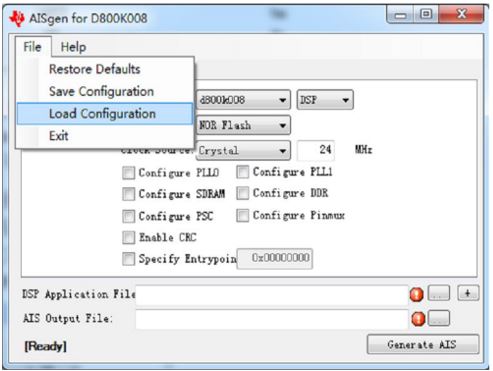 AISgen for D800K008
File Help
Restore Defaults
Save Configuration
Load Configuration
Exit
d800k008 DSP
NOR Flash
Clock Source: Crystal 24 MHz
Configure PLL0 Configure PLL1
Configure SDRAM Configure DDR
Configure PSC Configure Pinmux
Enable CRC
Specify Entrypoin 0x00000000
DSP Application File ... +
AIS Output File: ...
[Ready] Generate AIS